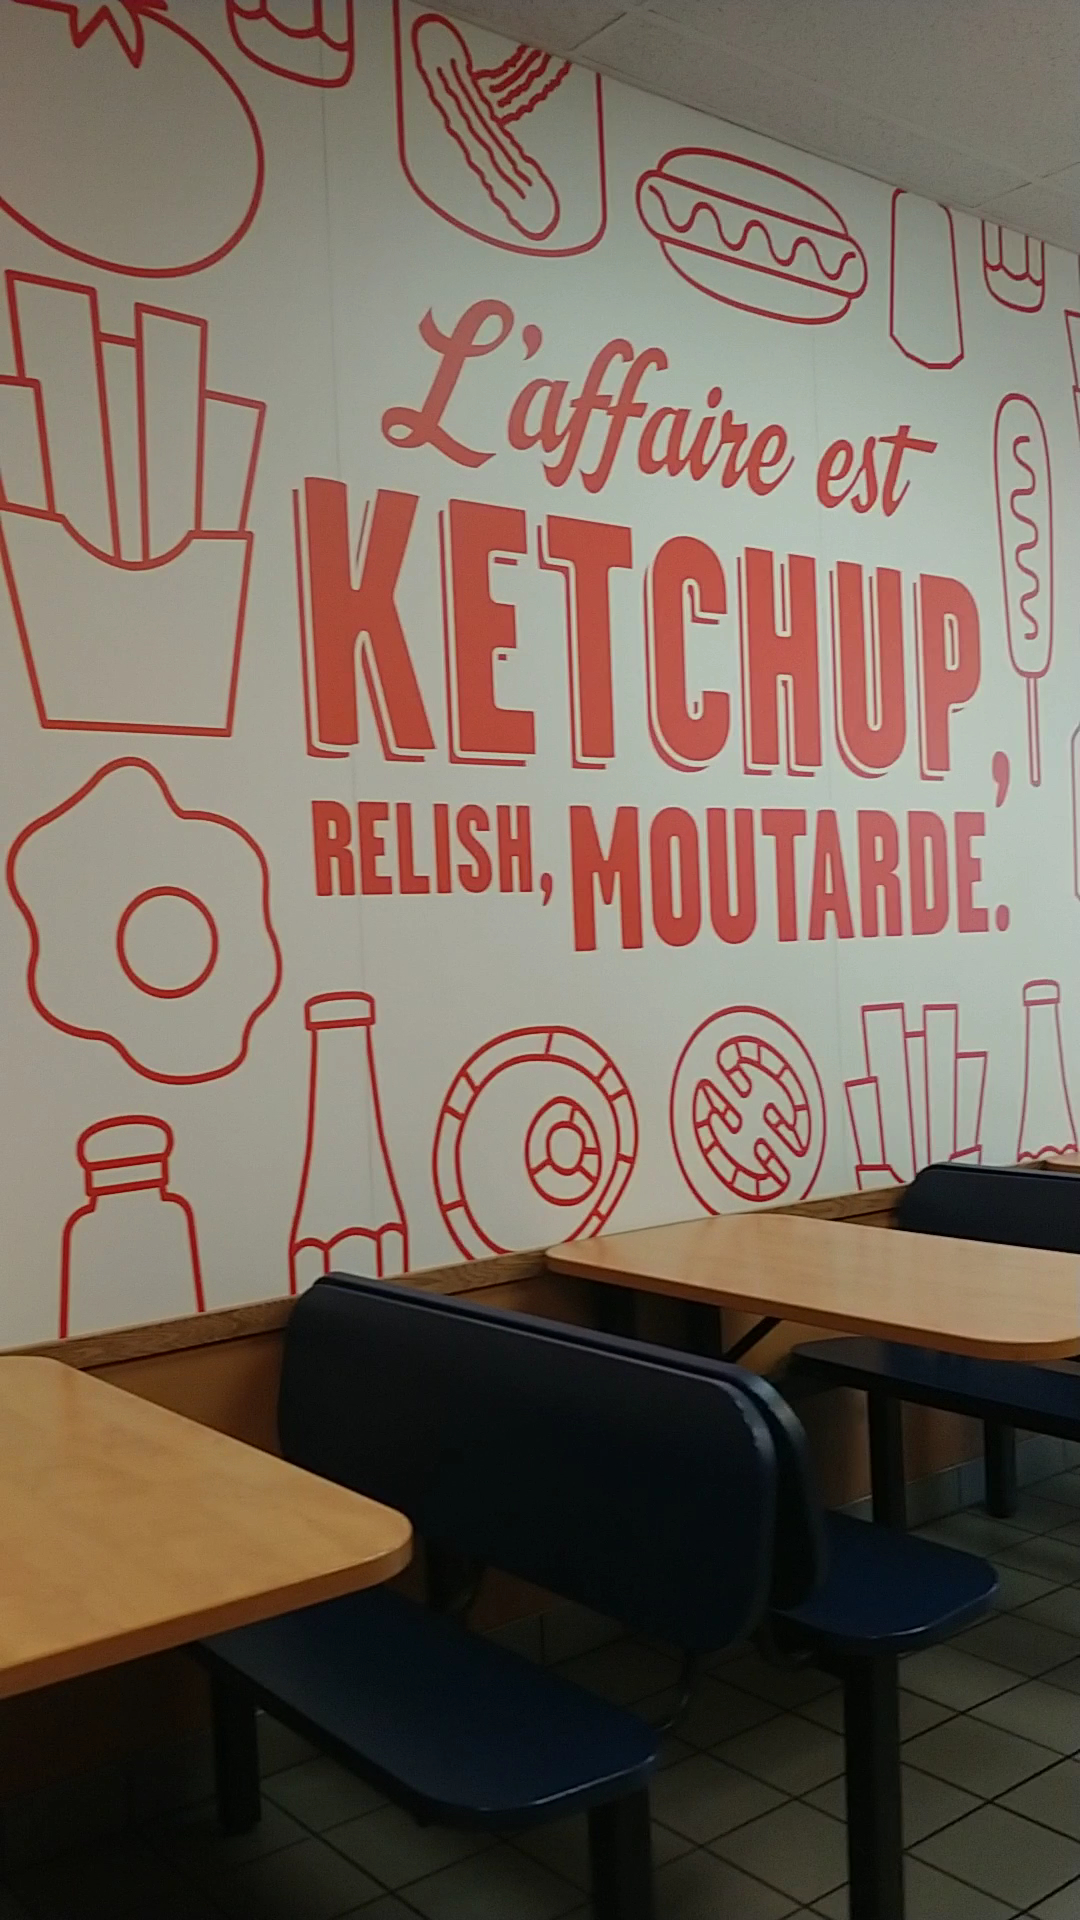 L'affaire est
KETCHUP,
RELISH, MOUTARDE.